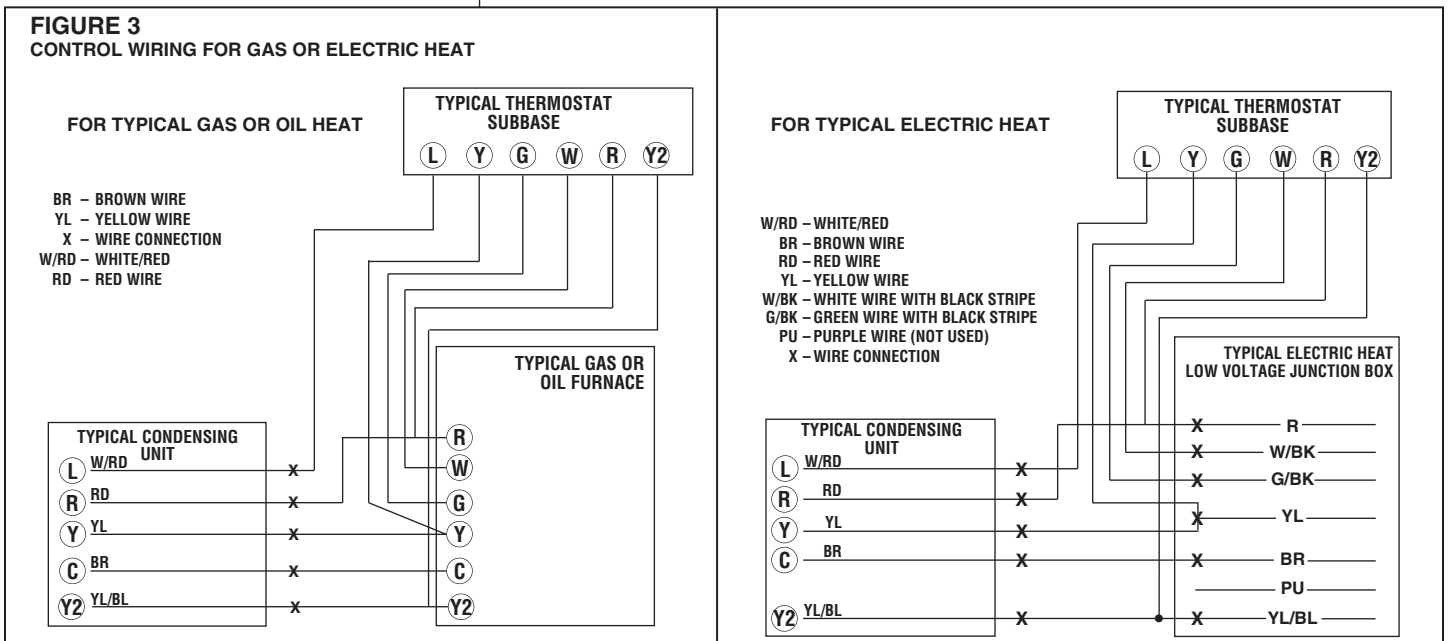 FIGURE 3
CONTROL WIRING FOR GAS OR ELECTRIC HEAT
FOR TYPICAL GAS OR OIL HEAT
TYPICAL THERMOSTAT
SUBBASE
L Y G W R Y2
BR – BROWN WIRE
YL – YELLOW WIRE
X – WIRE CONNECTION
W/RD – WHITE/RED
RD – RED WIRE
TYPICAL GAS OR
OIL FURNACE
R
W
G
Y
C
Y2
TYPICAL CONDENSING
UNIT
L W/RD X
R RD X
Y YL X
C BR X
Y2 YL/BL X
FOR TYPICAL ELECTRIC HEAT
TYPICAL THERMOSTAT
SUBBASE
L Y G W R Y2
W/RD – WHITE/RED
BR – BROWN WIRE
RD – RED WIRE
YL – YELLOW WIRE
W/BK – WHITE WIRE WITH BLACK STRIPE
G/BK – GREEN WIRE WITH BLACK STRIPE
PU – PURPLE WIRE (NOT USED)
X – WIRE CONNECTION
TYPICAL ELECTRIC HEAT
LOW VOLTAGE JUNCTION BOX
X R
X W/BK
X G/BK
X YL
X BR
PU
X YL/BL
TYPICAL CONDENSING
UNIT
L W/RD X
R RD X
Y YL X
C BR X
Y2 YL/BL X